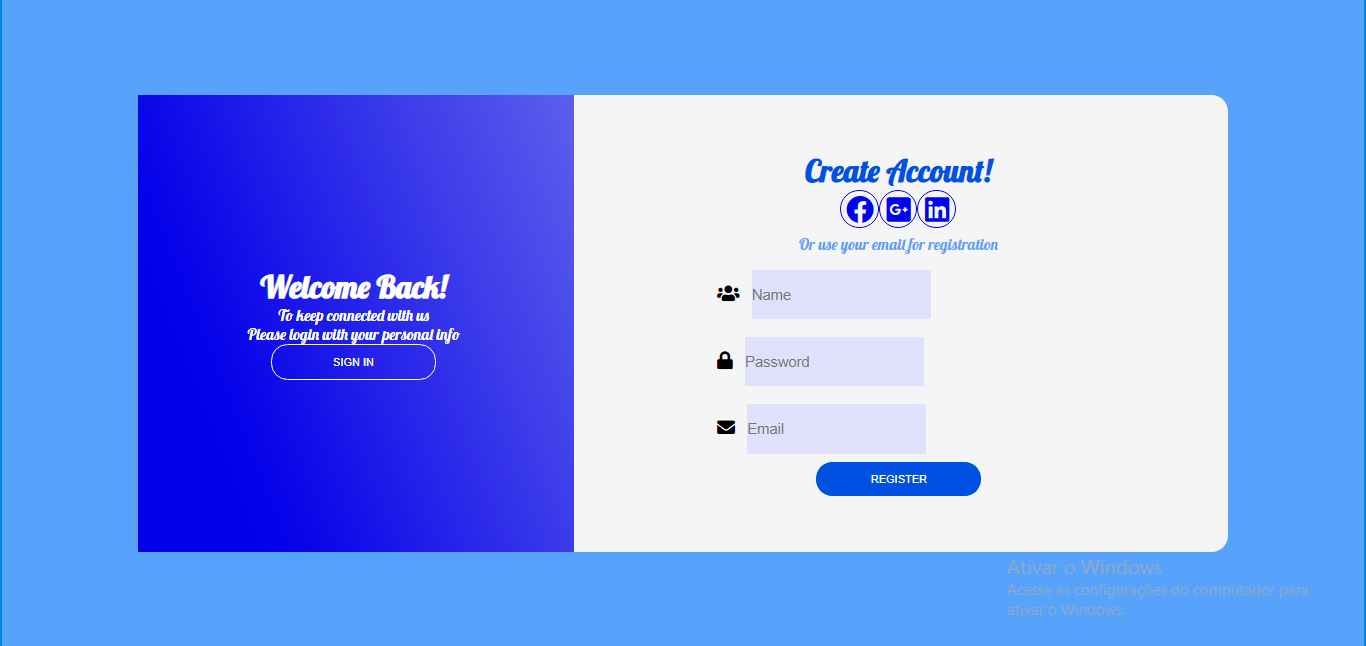 Welcome Back!
To keep connected with us
Please login with your personal info
SIGN IN
Create Account!
G+
in
Or use your email for registration
Name
Password
Email
REGISTER
Ativar o Windows
Acesse as configurações do computador para
ativar o Windows.